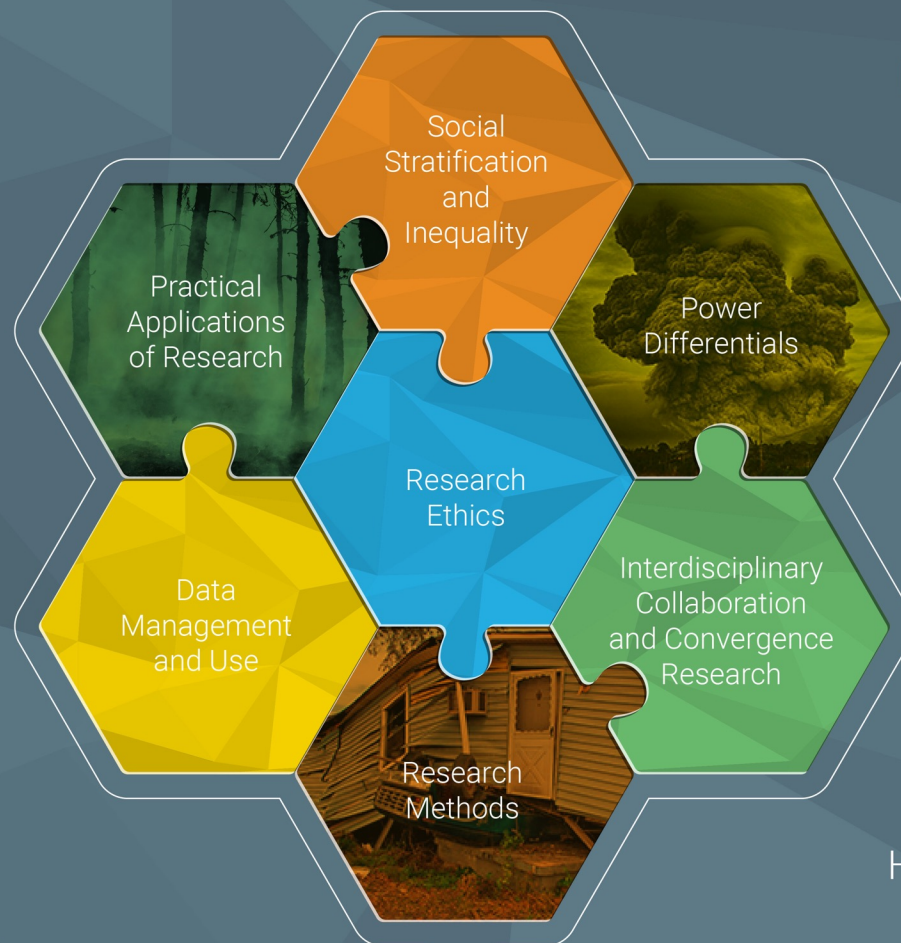 Social
Stratification
and
Inequality
Practical
Applications
of Research
Power
Differentials
Research
Ethics
Data
Management
and Use
Interdisciplinary
Collaboration
and Convergence
Research
Research
Methods
H